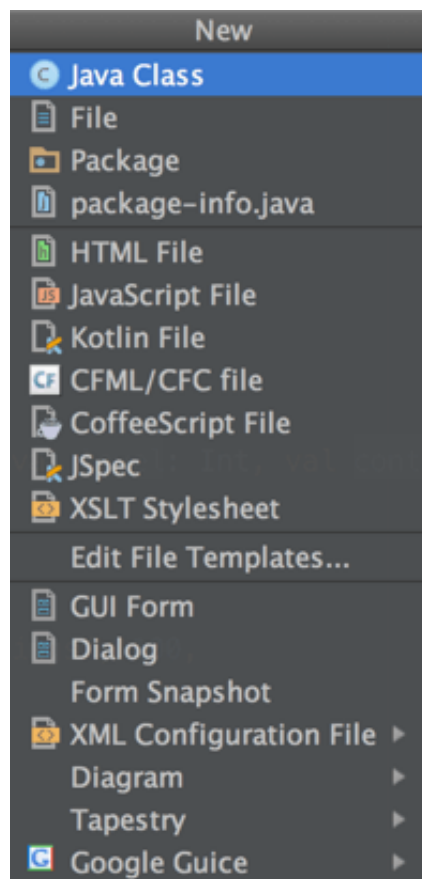 New
Java Class
File
Package
package-info.java
HTML File
JavaScript File
Kotlin File
CFML/CFC file
CoffeeScript File
JSpec
XSLT Stylesheet
Edit File Templates...
GUI Form
Dialog
Form Snapshot
XML Configuration File
Diagram
Tapestry
Google Guice